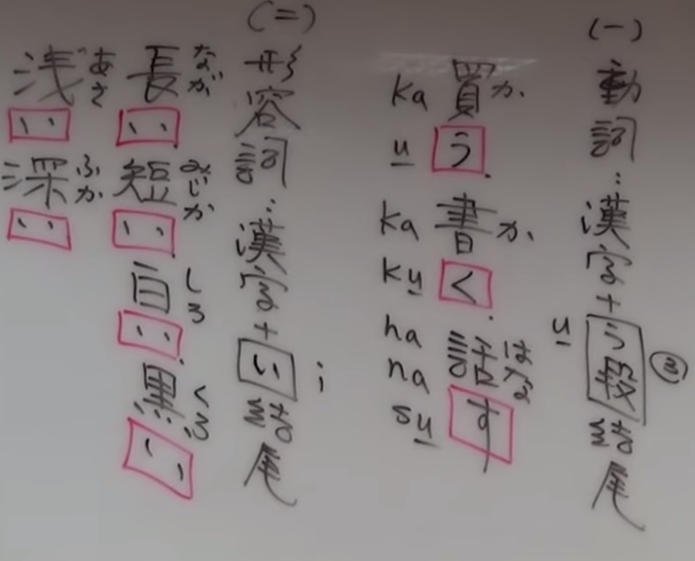 (一)
動詞:漢字+う段結尾
u
③
買う
か
ka
u
書く
か
ka
ku
話す
はな
ha
na
su
(二)
形容詞:漢字+い結尾
i
長い
なが
短い
みじか
白い
しろ
黒い
くろ
浅い
あさ
深い
ふか